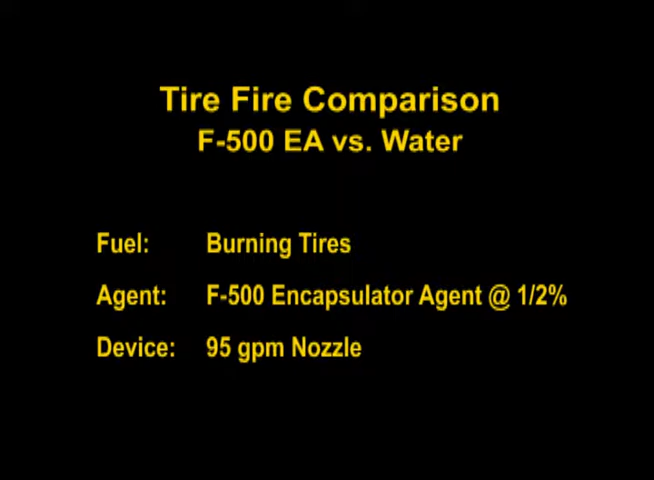 Tire Fire Comparison
F-500 EA vs. Water
Fuel: Burning Tires
Agent: F-500 Encapsulator Agent @ 1/2%
Device: 95 gpm Nozzle